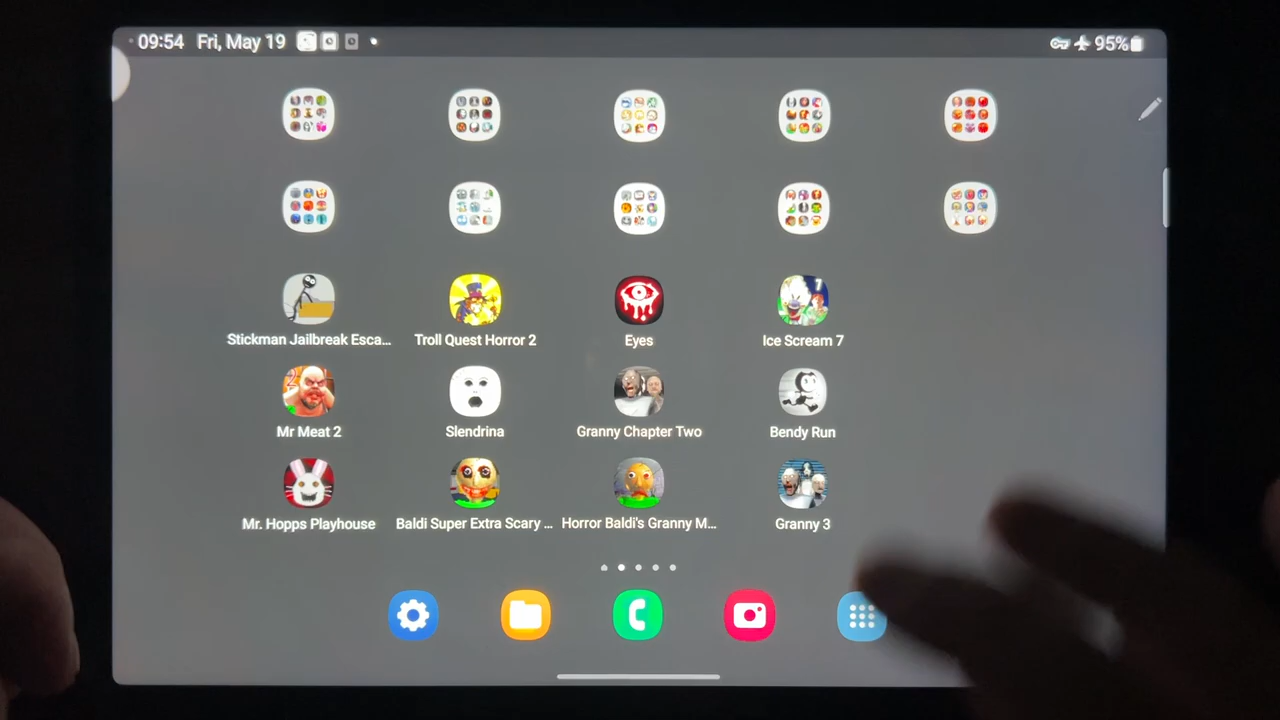 09:54 Fri, May 19 95%
Stickman Jailbreak Esca... Troll Quest Horror 2 Eyes Ice Scream 7
Mr Meat 2 Slendrina Granny Chapter Two Bendy Run
Mr. Hopps Playhouse Baldi Super Extra Scary ... Horror Baldi's Granny M... Granny 3